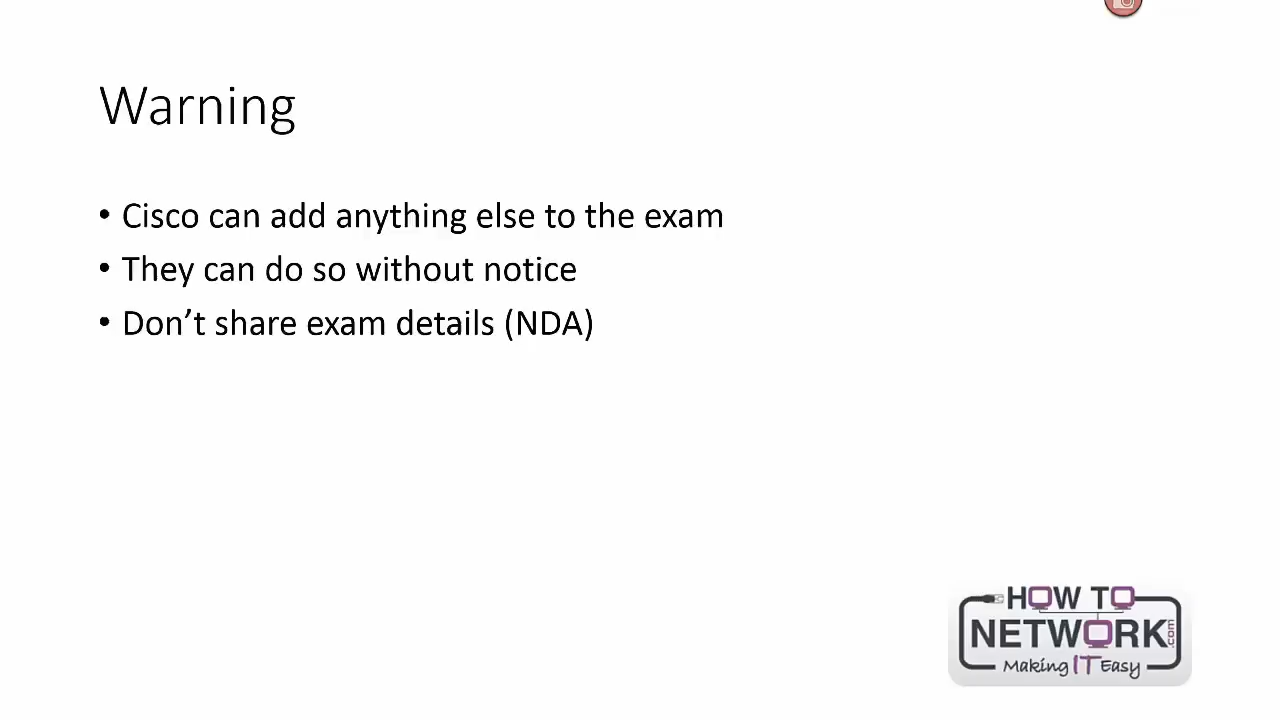 Warning
• Cisco can add anything else to the exam
• They can do so without notice
• Don’t share exam details (NDA)
HOW TO
NETWORK.com
Making IT Easy